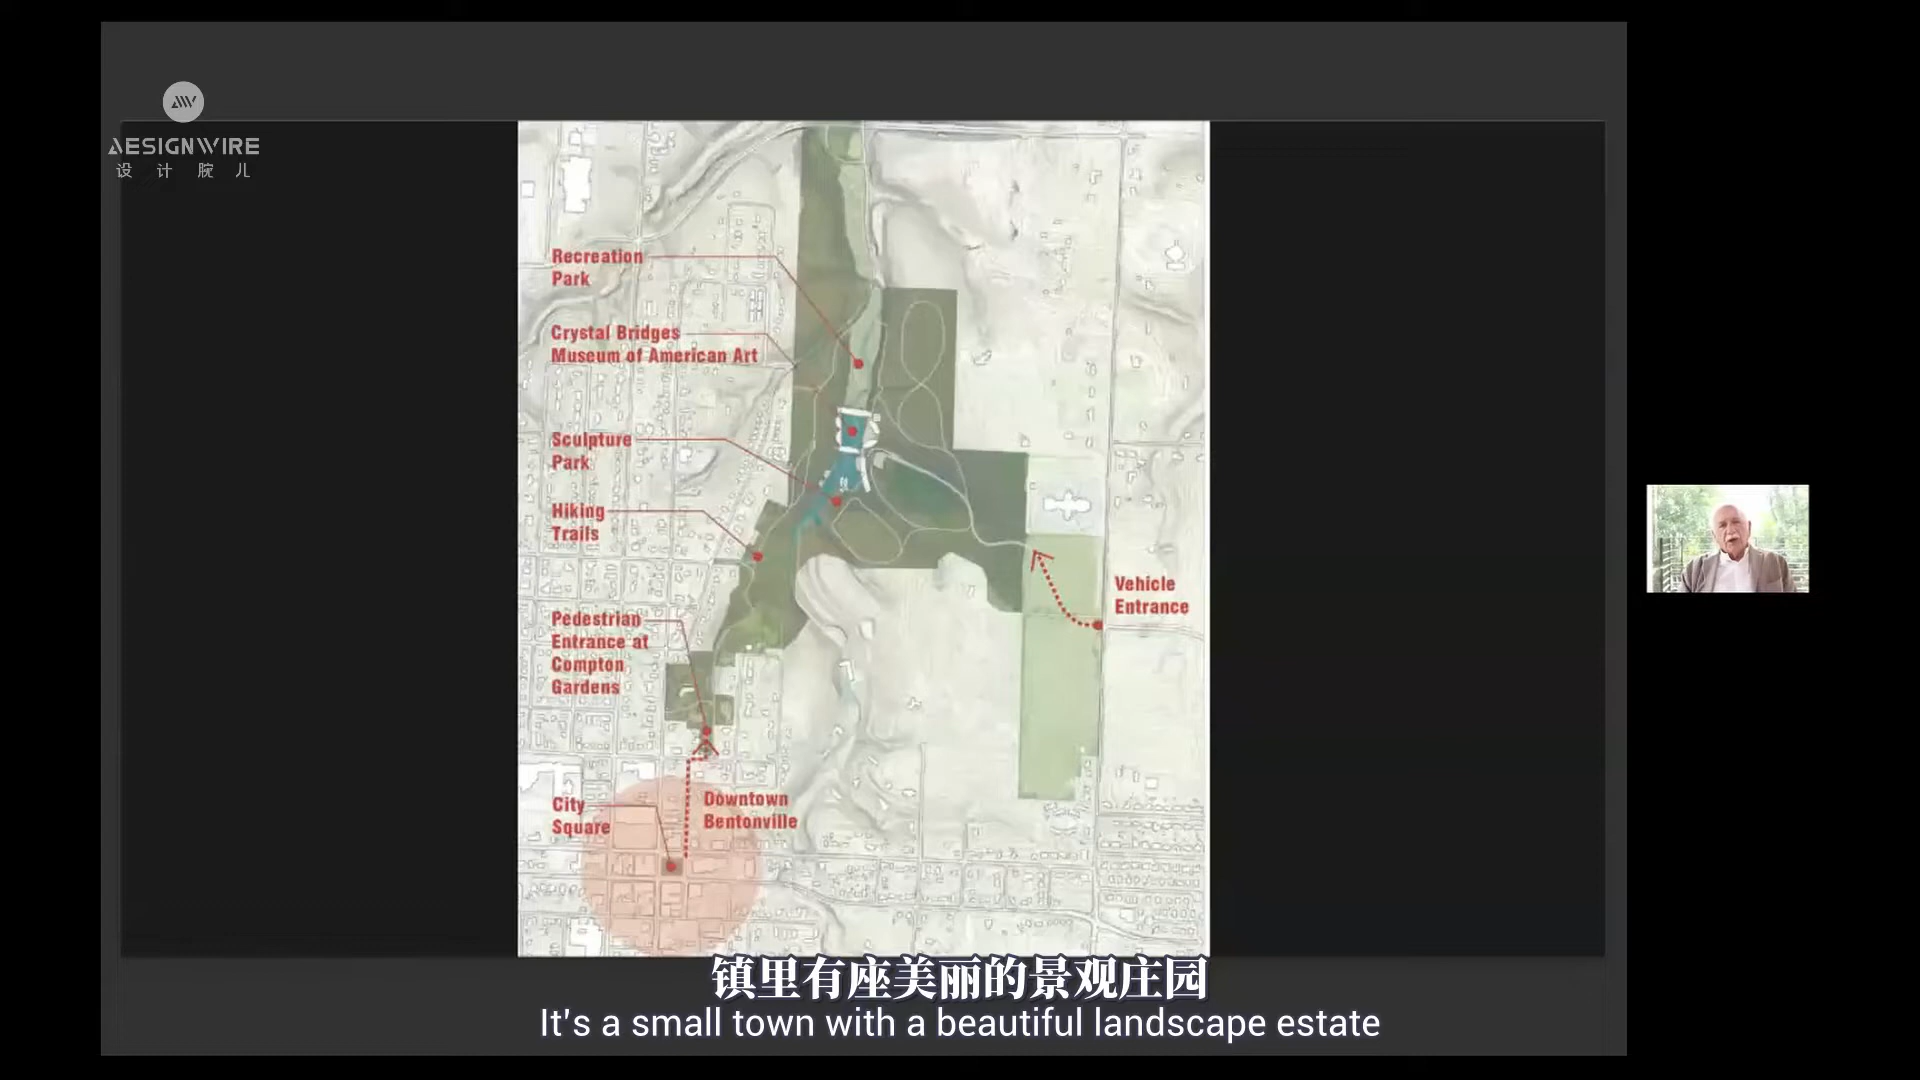 AESIGNWIRE
设计腕儿
Recreation
Park
Crystal Bridges
Museum of American Art
Sculpture
Park
Hiking
Trails
Pedestrian
Entrance at
Compton
Gardens
Vehicle
Entrance
City
Square
Downtown
Bentonville
镇里有座美丽的景观庄园
It's a small town with a beautiful landscape estate